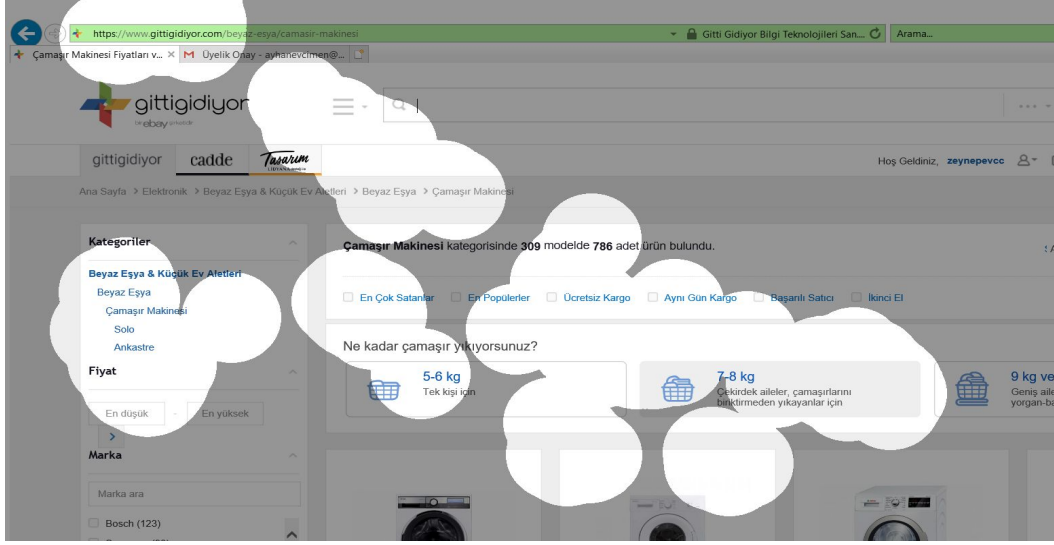 https://www.gittigidiyor.com/beyaz-esya/camasir-makinesi
Gitti Gidiyor Bilgi Teknolojileri San...
Arama...
Çamaşır Makinesi Fiyatları v...
Üyelik Onay - ayhanevcimen@...
gittigidiyor
gittigidiyor
cadde
Tasarım
Hoş Geldiniz, zeynepevcc
Ana Sayfa > Elektronik > Beyaz Eşya & Küçük Ev Aletleri > Beyaz Eşya > Çamaşır Makinesi
Kategoriler
Çamaşır Makinesi kategorisinde 309 modelde 786 adet ürün bulundu.
Beyaz Eşya & Küçük Ev Aletleri
Beyaz Eşya
Çamaşır Makinesi
Solo
Ankastre
En Çok Satanlar
En Popülerler
Ücretsiz Kargo
Aynı Gün Kargo
Başarılı Satıcı
İkinci El
Ne kadar çamaşır yıkıyorsunuz?
5-6 kg
Tek kişi için
7-8 kg
Çekirdek aileler, çamaşırlarını
biriktirmeden yıkayanlar için
9 kg ve
Geniş aile
yorgan-ba
Fiyat
En düşük - En yüksek
Marka
Marka ara
Bosch (123)